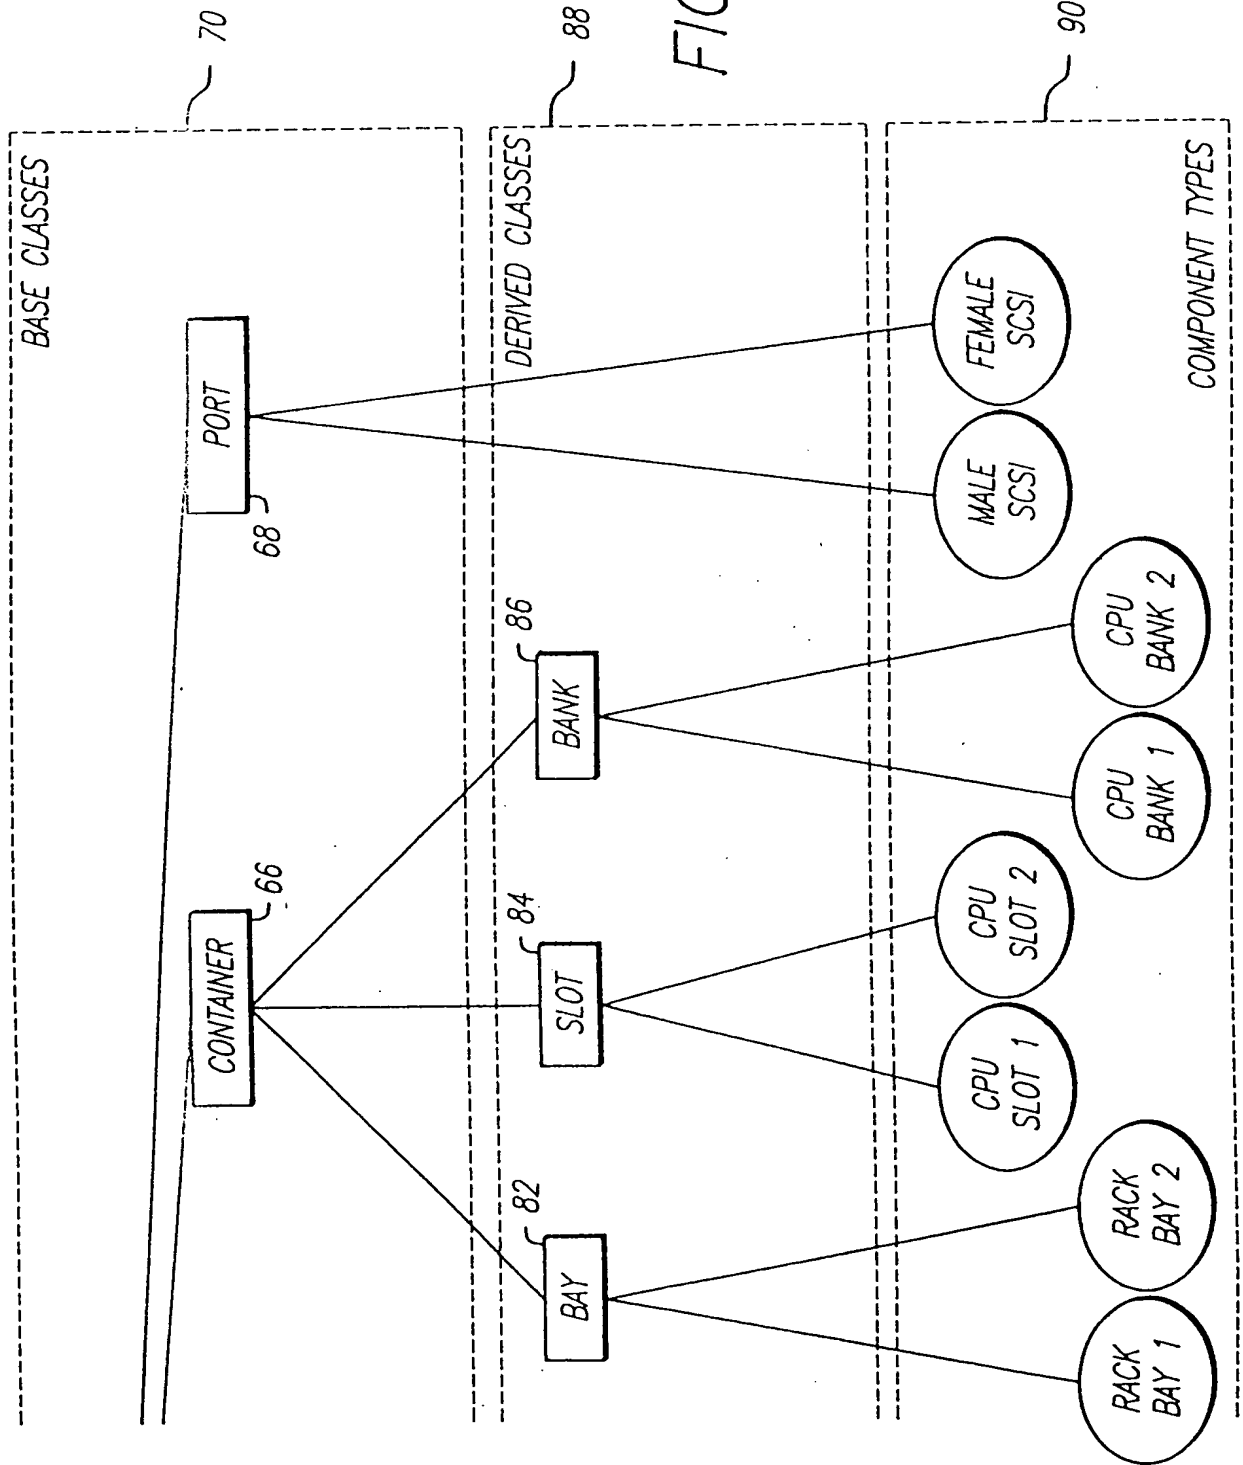 BASE CLASSES
70
PORT
68
CONTAINER
66
DERIVED CLASSES
88
BANK
86
SLOT
84
BAY
82
FIG
COMPONENT TYPES
90
RACK
BAY 1
RACK
BAY 2
CPU
SLOT 1
CPU
SLOT 2
CPU
BANK 1
CPU
BANK 2
MALE
SCSI
FEMALE
SCSI